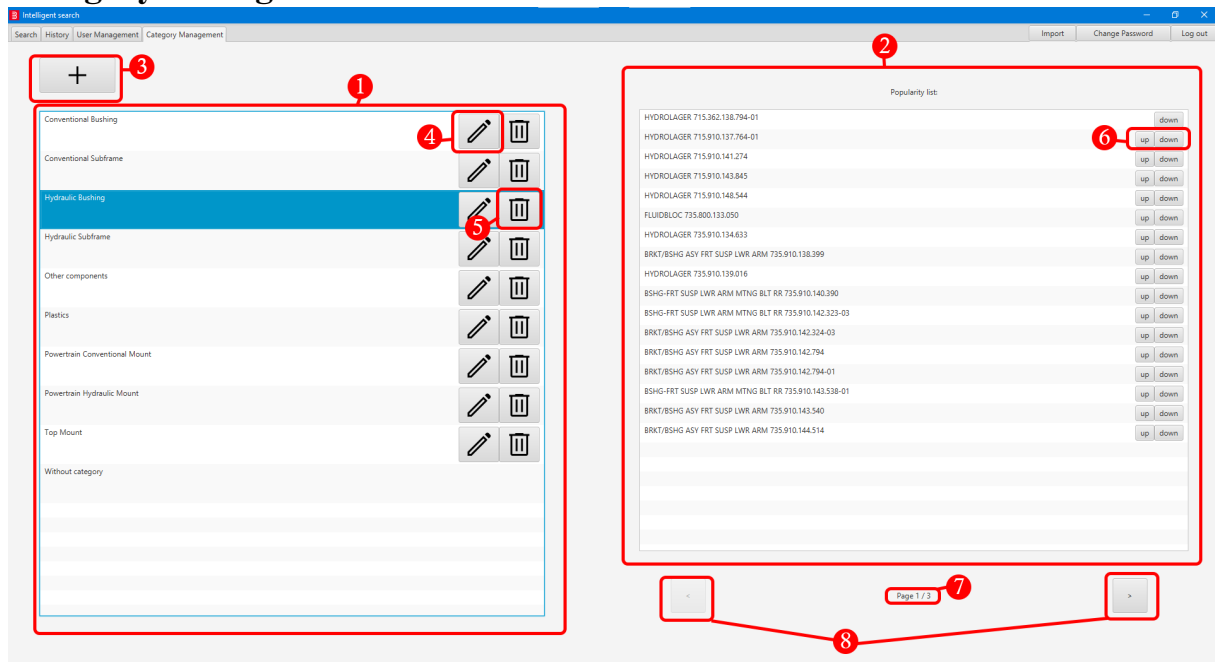 Intelligent search
Search History User Management Category Management Import Change Password Log out
3
+
1
2
Conventional Bushing
4
Conventional Subframe
Hydraulic Bushing
5
Hydraulic Subframe
Other components
Plastics
Powertrain Conventional Mount
Powertrain Hydraulic Mount
Top Mount
Without category
Popularity list:
HYDROLAGER 715.362.138.794-01 down
HYDROLAGER 715.910.137.764-01 6 up down
HYDROLAGER 715.910.141.274 up down
HYDROLAGER 715.910.143.845 up down
HYDROLAGER 715.910.148.544 up down
FLUIDBLOC 735.800.133.050 up down
HYDROLAGER 735.910.134.633 up down
BRKT/BSHG ASY FRT SUSP LWR ARM 735.910.138.399 up down
HYDROLAGER 735.910.139.016 up down
BSHG-FRT SUSP LWR ARM MTNG BLT RR 735.910.140.390 up down
BSHG-FRT SUSP LWR ARM MTNG BLT RR 735.910.142.323-03 up down
BRKT/BSHG ASY FRT SUSP LWR ARM 735.910.142.324-03 up down
BRKT/BSHG ASY FRT SUSP LWR ARM 735.910.142.794 up down
BRKT/BSHG ASY FRT SUSP LWR ARM 735.910.142.794-01 up down
BSHG-FRT SUSP LWR ARM MTNG BLT RR 735.910.143.538-01 up down
BRKT/BSHG ASY FRT SUSP LWR ARM 735.910.143.540 up down
BRKT/BSHG ASY FRT SUSP LWR ARM 735.910.144.514 up down
< Page 1 / 3 7 >
8